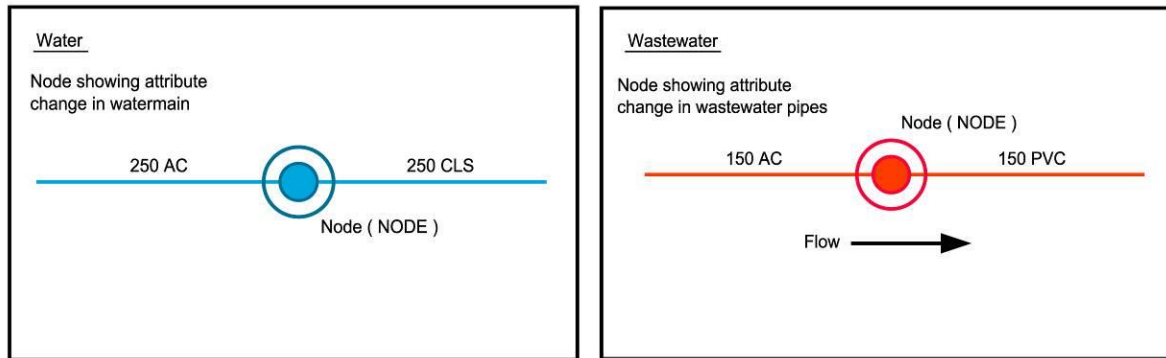 Water
Node showing attribute
change in watermain
250 AC
250 CLS
Node ( NODE )
Wastewater
Node showing attribute
change in wastewater pipes
Node ( NODE )
150 AC
150 PVC
Flow